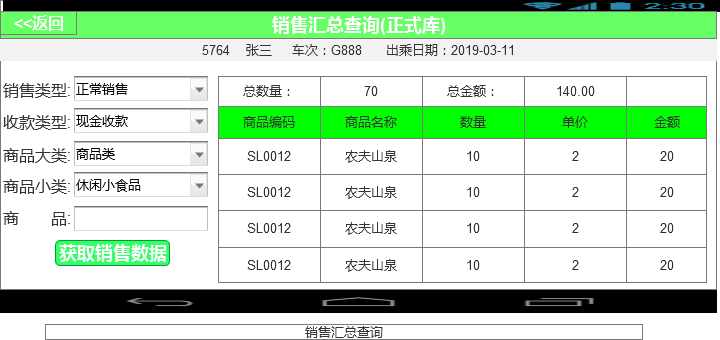 2:30
<<返回 销售汇总查询(正式库)
5764 张三 车次：G888 出乘日期：2019-03-11
销售类型: 正常销售
收款类型: 现金收款
商品大类: 商品类
商品小类: 休闲小食品
商 品:
获取销售数据
总数量： 70 总金额： 140.00
商品编码 商品名称 数量 单价 金额
SL0012 农夫山泉 10 2 20
SL0012 农夫山泉 10 2 20
SL0012 农夫山泉 10 2 20
SL0012 农夫山泉 10 2 20
销售汇总查询